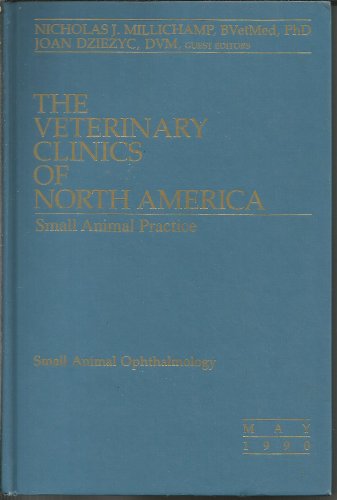 NICHOLAS J. MILLICHAMP, BVetMed, PhD
JOAN DZIEZYC, DVM, GUEST EDITORS
THE
VETERINARY
CLINICS
OF
NORTH AMERICA
Small Animal Practice
Small Animal Ophthalmology
MAY
1990